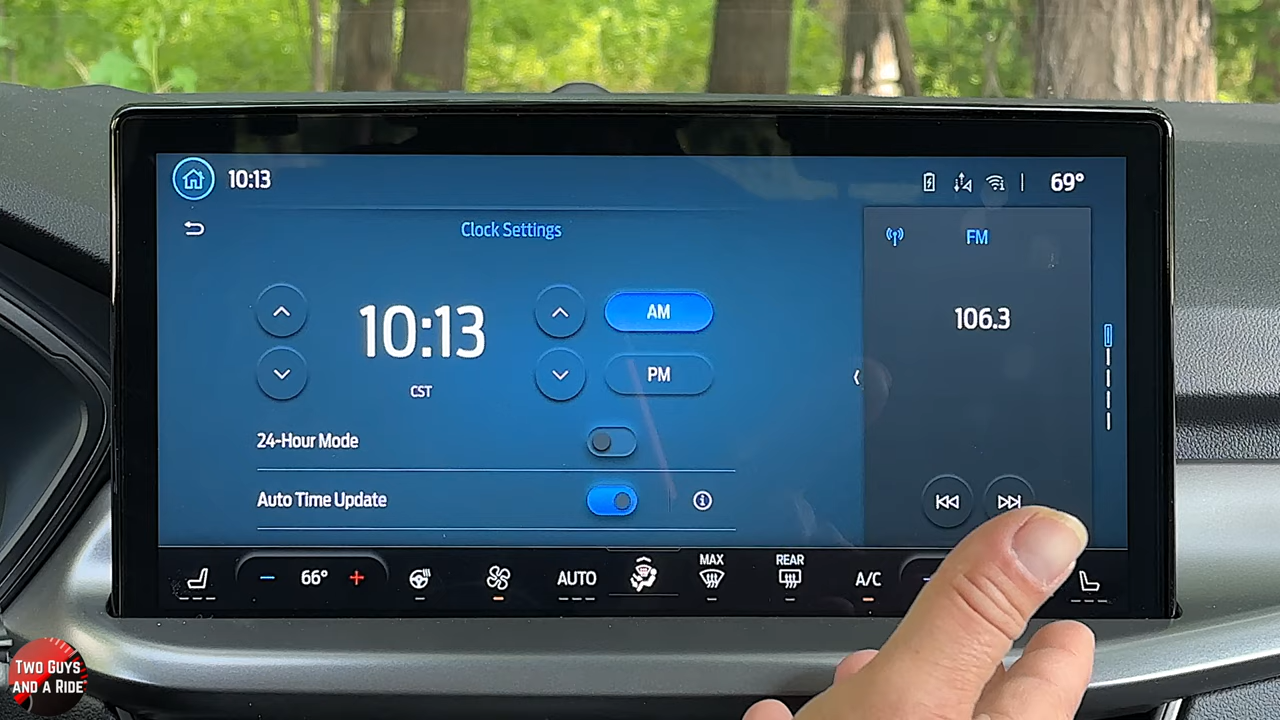 10:13
69°
Clock Settings
FM
10:13
AM
106.3
PM
CST
24-Hour Mode
Auto Time Update
66°
AUTO
MAX
REAR
A/C
TWO GUYS
AND A RIDE